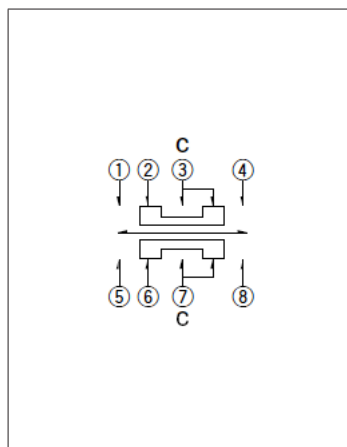 C
① ② ③ ④
⑤ ⑥ ⑦ ⑧
C